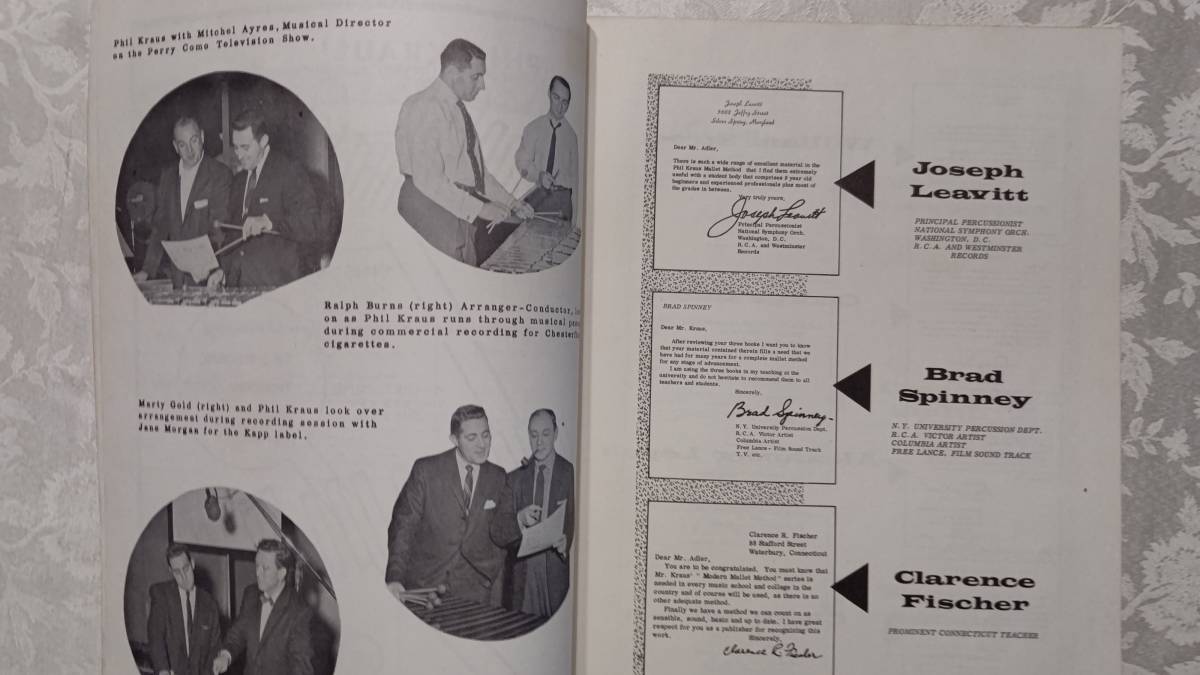 Phil Kraus with Mitchel Ayres, Musical Director
on the Perry Como Television Show.
Ralph Burns (right) Arranger-Conductor,
on as Phil Kraus runs through musical
during commercial recording for
cigarettes.
Marty Gold (right) and Phil Kraus look over
arrangement during recording session with
Jane Morgan for the Kapp label.
Joseph Leavitt
Jeffry Street
Silver Spring, Maryland
Dear Mr. Adler,
There is such a wide range of excellent material in the
Phil Kraus Mallet Method that I find them extremely
useful with a student body that comprises 8 year old
beginners and experienced professionals plus most of
the grades in between.
Very truly yours,
Joseph Leavitt
Principal Percussionist
National Symphony Orch.
Washington, D.C.
R.C.A. and Westminster
Records
Joseph
Leavitt
PRINCIPAL PERCUSSIONIST
NATIONAL SYMPHONY ORCH.
WASHINGTON, D.C.
R.C.A. AND WESTMINSTER
RECORDS
BRAD SPINNEY
Dear Mr. Kraus,
After reviewing your three books I want you to know
that your material contained therein fills a need that we
have had for many years for a complete mallet method
for any stage of advancement.
I am using the three books in my teaching at the
university and do not hesitate to recommend them to all
teachers and students.
Sincerely,
Brad Spinney
N.Y. University Percussion Dept.
R.C.A. Victor Artist
Columbia Artist
Free Lance - Film Sound Track
T.V. etc.
Brad
Spinney
N.Y. UNIVERSITY PERCUSSION DEPT.
R.C.A. VICTOR ARTIST
COLUMBIA ARTIST
FREE LANCE, FILM SOUND TRACK
Clarence R. Fischer
88 Stafford Street
Waterbury, Connecticut
Dear Mr. Adler,
You are to be congratulated. You must know that
Mr. Kraus' "Modern Mallet Method" series is
needed in every music school and college in the
country and of course will be used, as there is no
other adequate method.
Finally we have a method we can count on as
sensible, sound, basic and up to date. I have great
respect for you as a publisher for recognizing this
work.
Sincerely,
Clarence R. Fischer
Clarence
Fischer
PROMINENT CONNECTICUT TEACHER